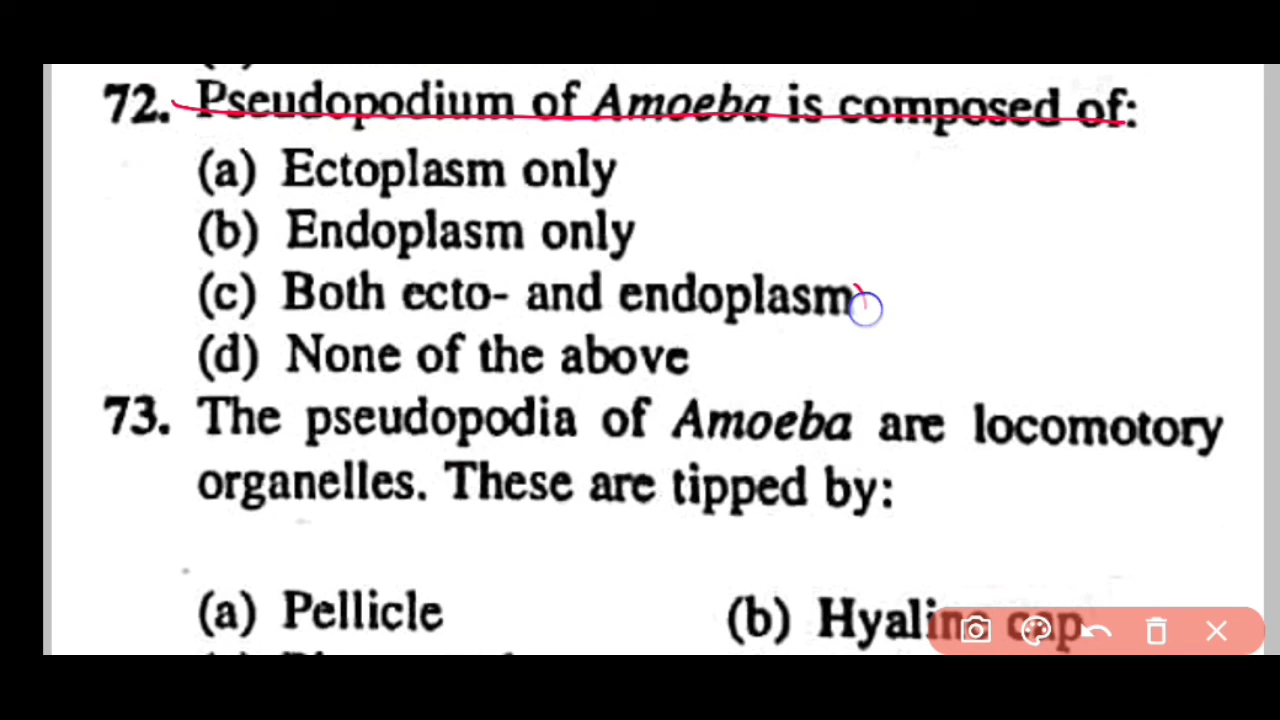 72. Pseudopodium of Amoeba is composed of:
(a) Ectoplasm only
(b) Endoplasm only
(c) Both ecto- and endoplasm
(d) None of the above
73. The pseudopodia of Amoeba are locomotory
organelles. These are tipped by:
(a) Pellicle (b) Hyaline cap